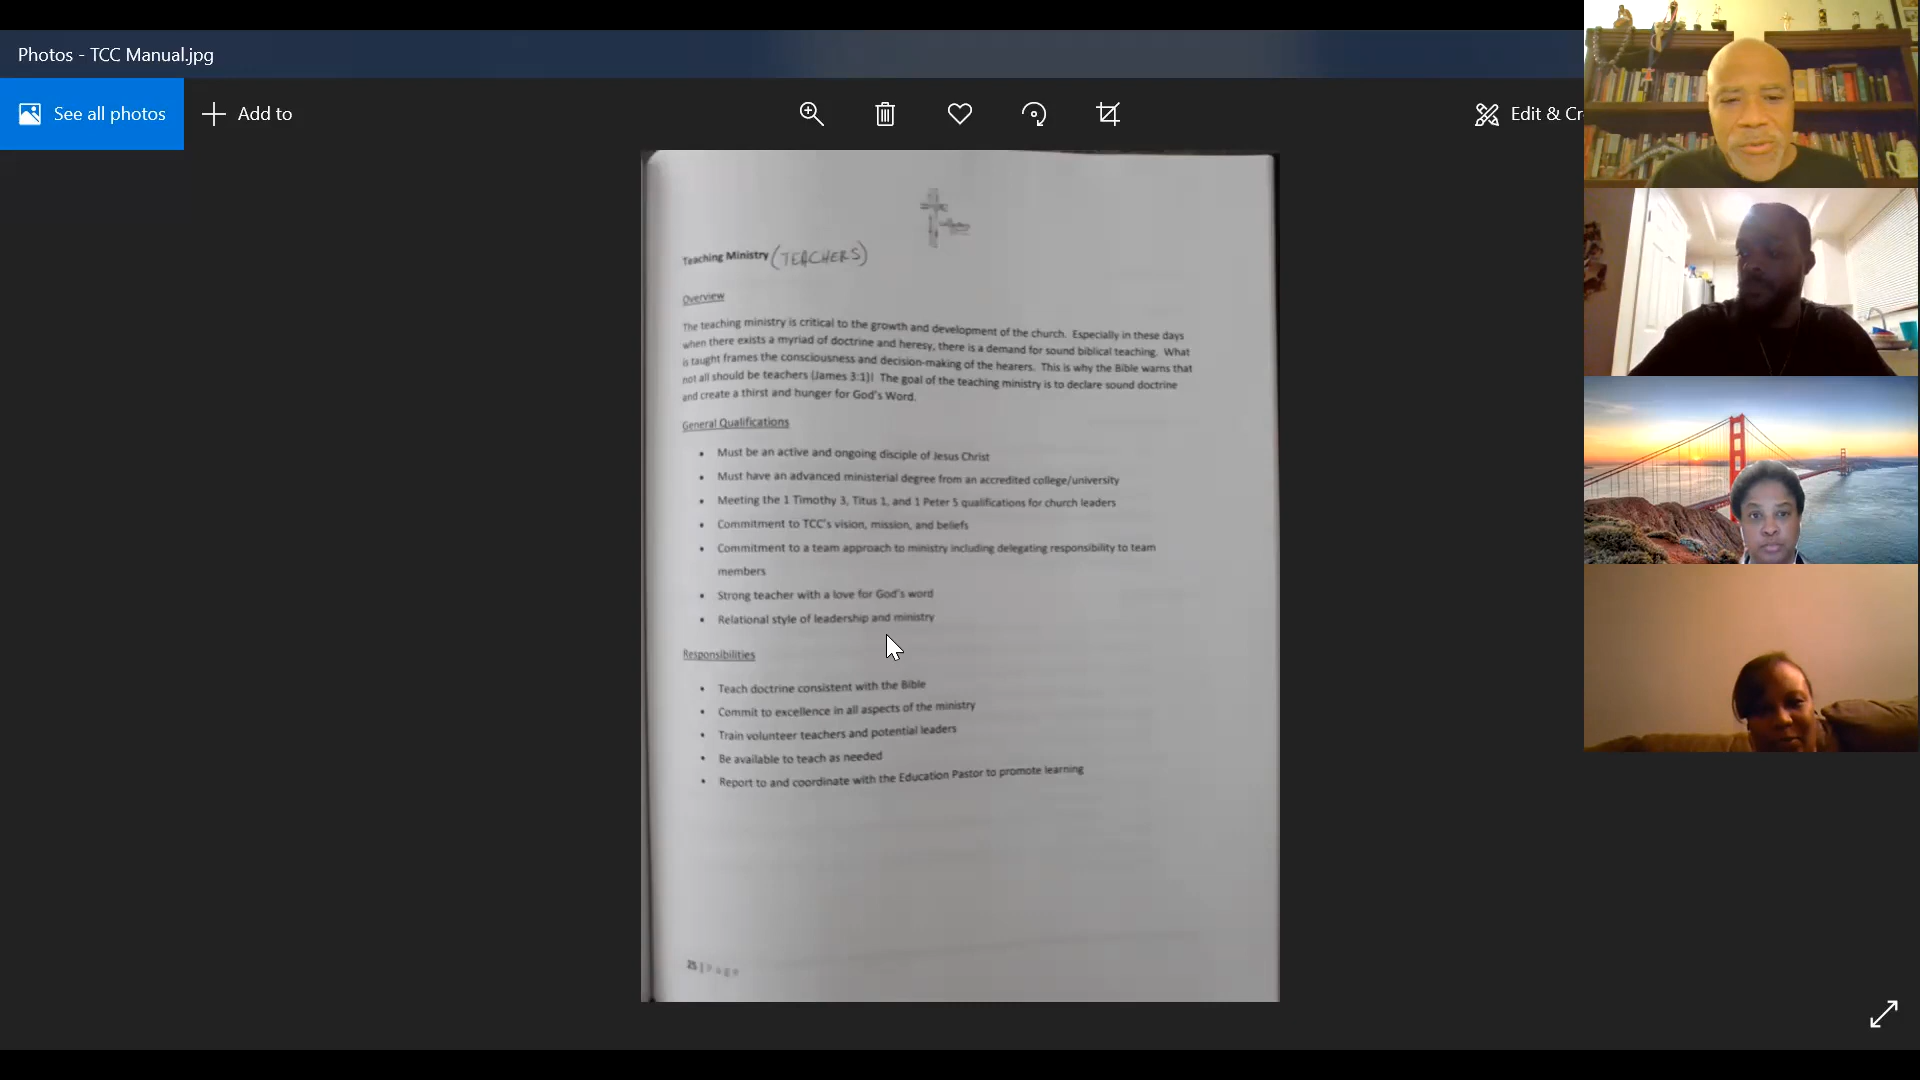 Photos - TCC Manual.jpg
See all photos
Add to
Edit & Cr
Teaching Ministry (TEACHERS)
Overview
The teaching ministry is critical to the growth and development of the church. Especially in these days
when there exists a myriad of doctrine and heresy, there is a demand for sound biblical teaching. What
is taught frames the consciousness and decision-making of the hearers. This is why the Bible warns that
not all should be teachers (James 3:1)! The goal of the teaching ministry is to declare sound doctrine
and create a thirst and hunger for God's Word.
General Qualifications
• Must be an active and ongoing disciple of Jesus Christ
• Must have an advanced ministerial degree from an accredited college/university
• Meeting the 1 Timothy 3, Titus 1, and 1 Peter 5 qualifications for church leaders
• Commitment to TCC's vision, mission, and beliefs
• Commitment to a team approach to ministry including delegating responsibility to team
members
• Strong teacher with a love for God's word
• Relational style of leadership and ministry
Responsibilities
• Teach doctrine consistent with the Bible
• Commit to excellence in all aspects of the ministry
• Train volunteer teachers and potential leaders
• Be available to teach as needed
• Report to and coordinate with the Education Pastor to promote learning
25 | Page